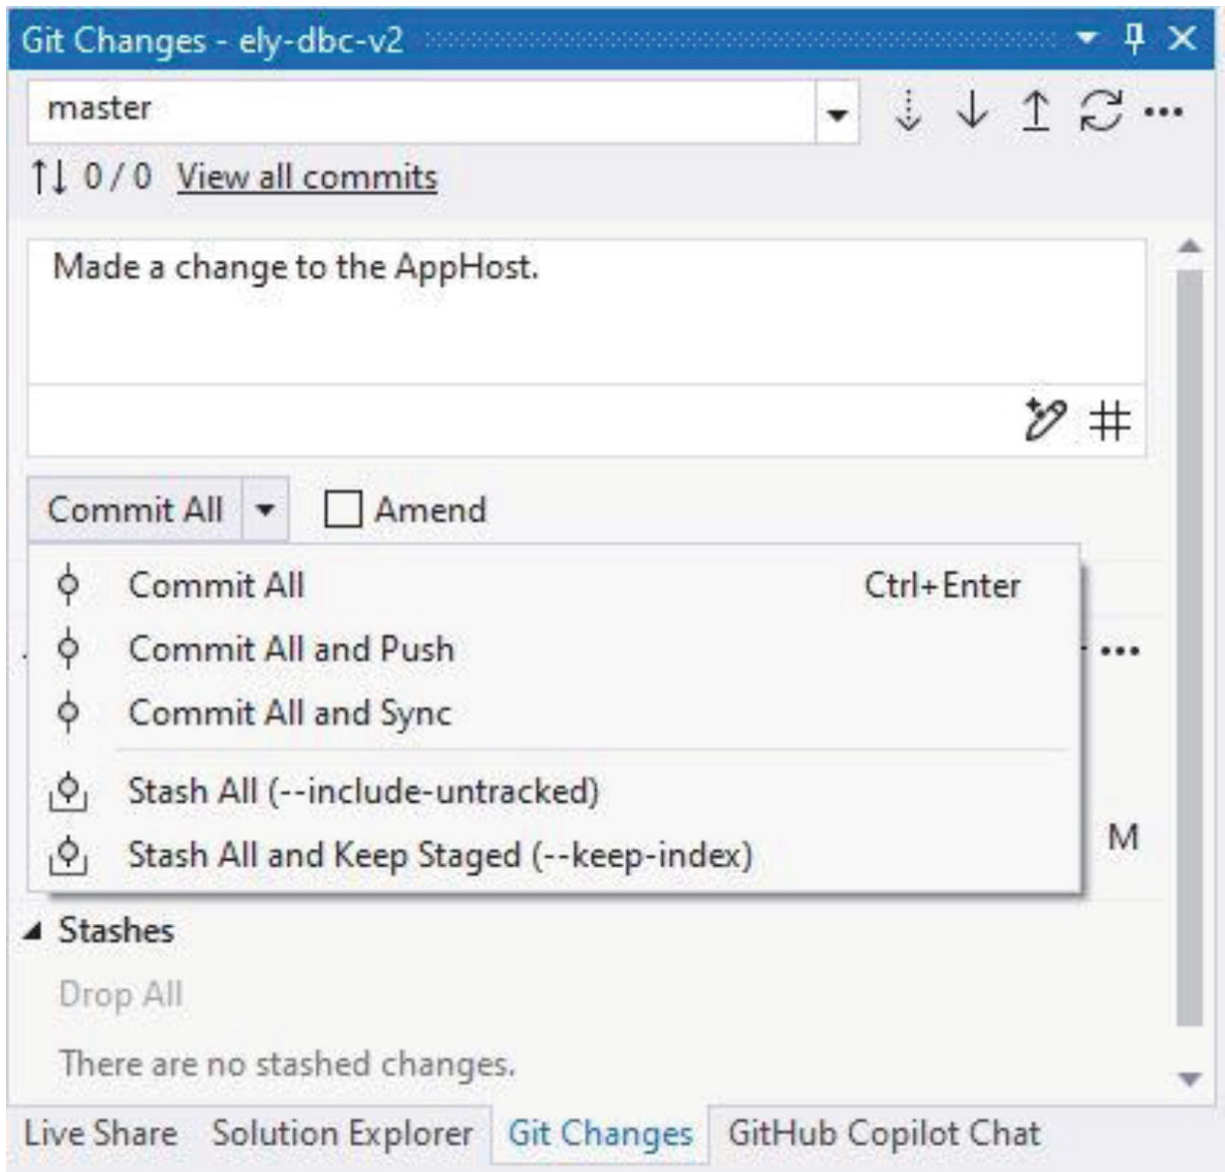 Git Changes - ely-dbc-v2
master
0 / 0 View all commits
Made a change to the AppHost.
Commit All Amend
Commit All Ctrl+Enter
Commit All and Push
Commit All and Sync
Stash All (--include-untracked)
Stash All and Keep Staged (--keep-index)
M
Stashes
Drop All
There are no stashed changes.
Live Share Solution Explorer Git Changes GitHub Copilot Chat